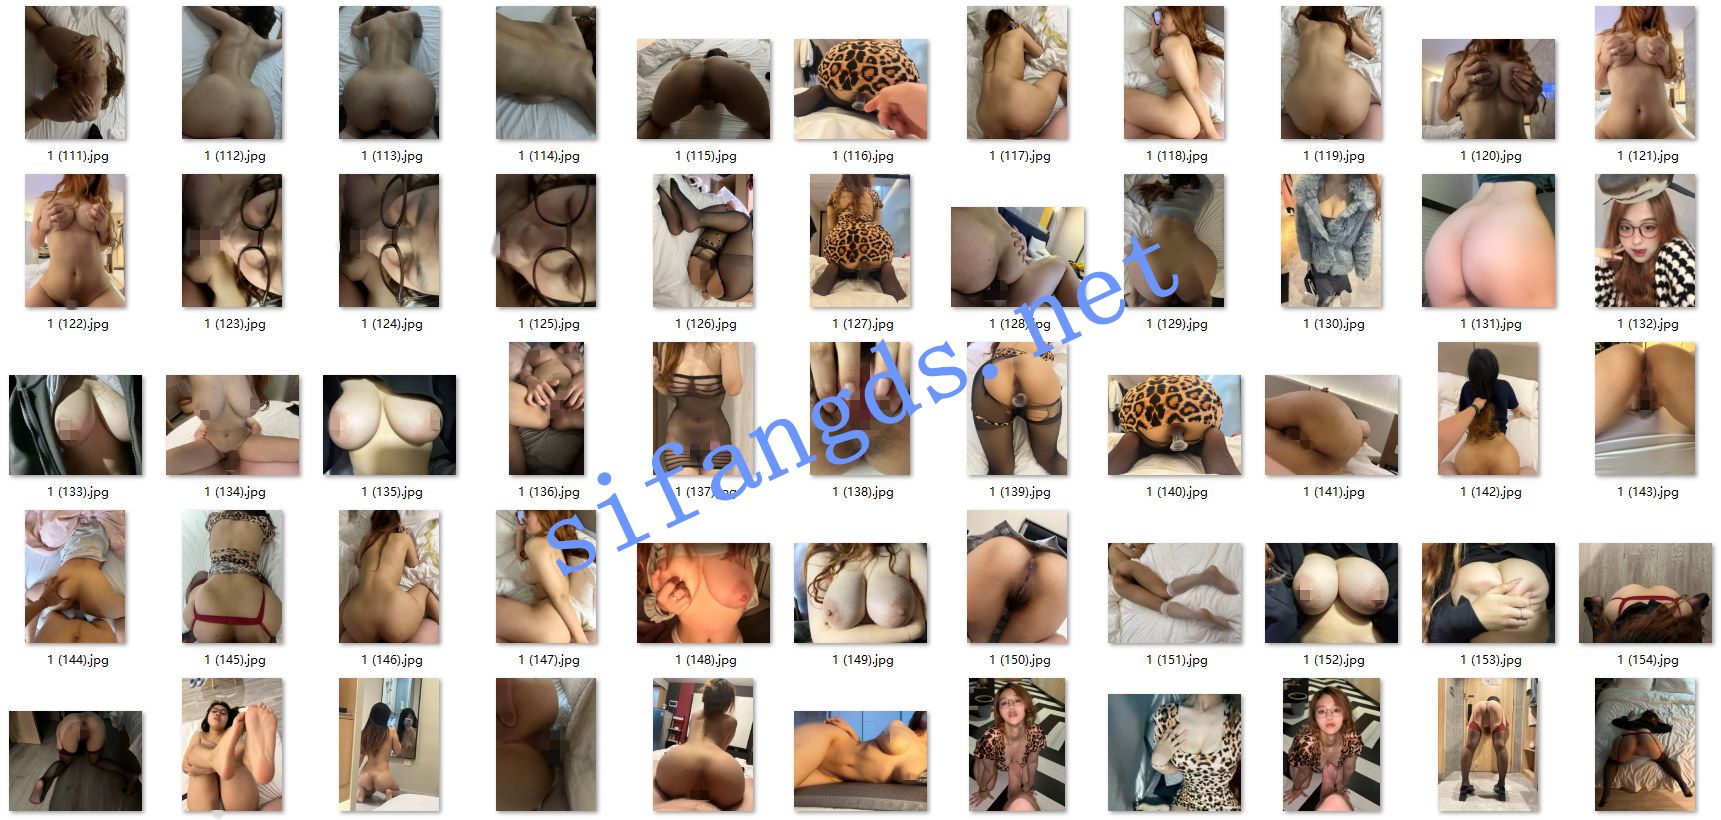 1 (111).jpg 1 (112).jpg 1 (113).jpg 1 (114).jpg 1 (115).jpg 1 (116).jpg 1 (117).jpg 1 (118).jpg 1 (119).jpg 1 (120).jpg 1 (121).jpg
1 (122).jpg 1 (123).jpg 1 (124).jpg 1 (125).jpg 1 (126).jpg 1 (127).jpg 1 (128).jpg 1 (129).jpg 1 (130).jpg 1 (131).jpg 1 (132).jpg
sifangds.net
1 (133).jpg 1 (134).jpg 1 (135).jpg 1 (136).jpg 1 (137).jpg 1 (138).jpg 1 (139).jpg 1 (140).jpg 1 (141).jpg 1 (142).jpg 1 (143).jpg
1 (144).jpg 1 (145).jpg 1 (146).jpg 1 (147).jpg 1 (148).jpg 1 (149).jpg 1 (150).jpg 1 (151).jpg 1 (152).jpg 1 (153).jpg 1 (154).jpg